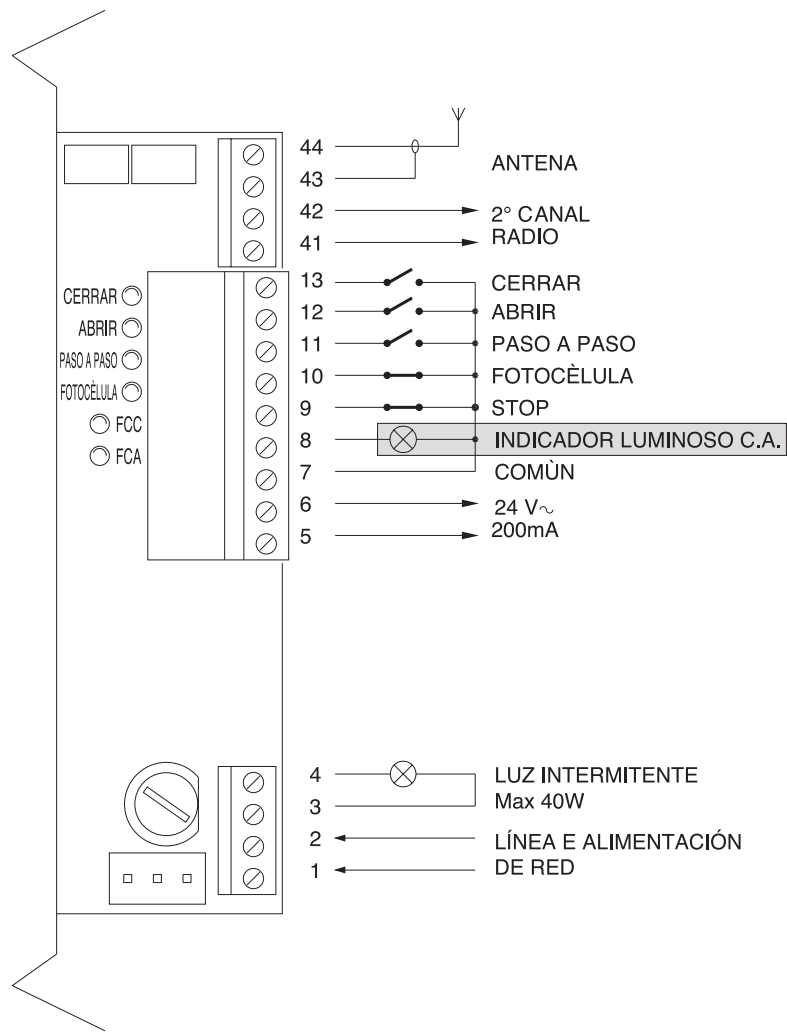 44
43
ANTENA
42
41
2° CANAL
RADIO
13 CERRAR
12 ABRIR
11 PASO A PASO
10 FOTOCÈLULA
9 STOP
8 INDICADOR LUMINOSO C.A.
7 COMÙN
6
5
24 V~
200mA
CERRAR
ABRIR
PASO A PASO
FOTOCÈLULA
FCC
FCA
4
3
LUZ INTERMITENTE
Max 40W
2
1
LÍNEA E ALIMENTACIÓN
DE RED